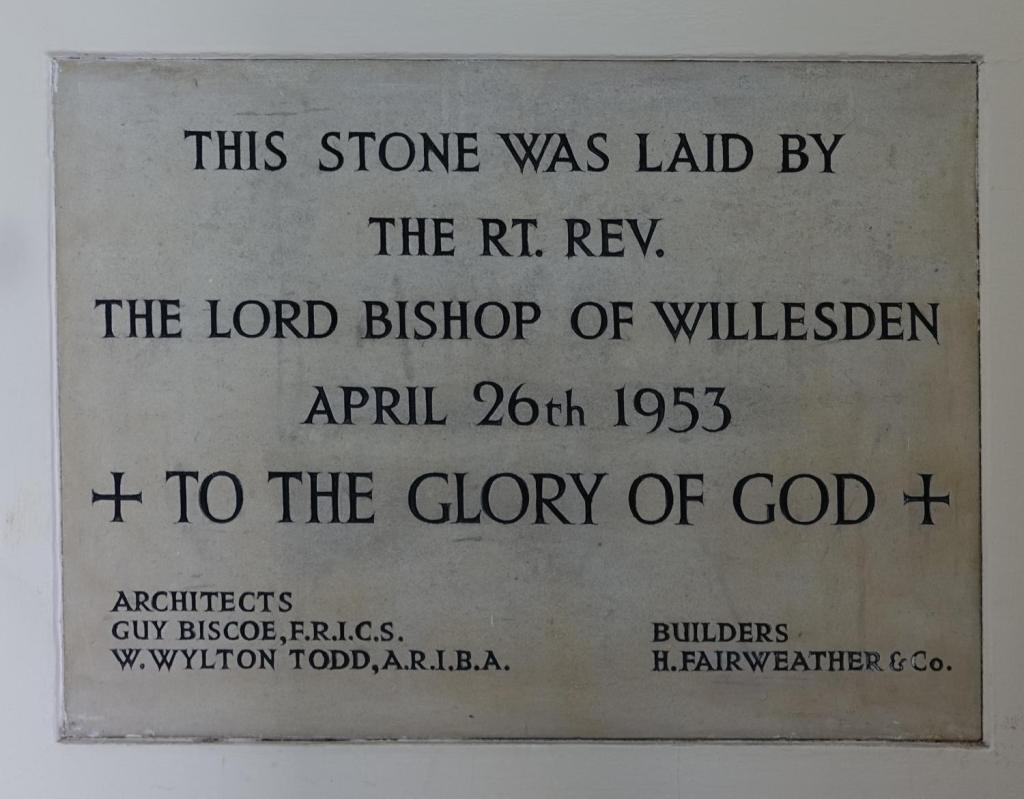 THIS STONE WAS LAID BY
THE RT. REV.
THE LORD BISHOP OF WILLESDEN
APRIL 26th 1953
+ TO THE GLORY OF GOD +
ARCHITECTS
GUY BISCOE, F.R.I.C.S.
W. WYLTON TODD, A.R.I.B.A.
BUILDERS
H. FAIRWEATHER & Co.